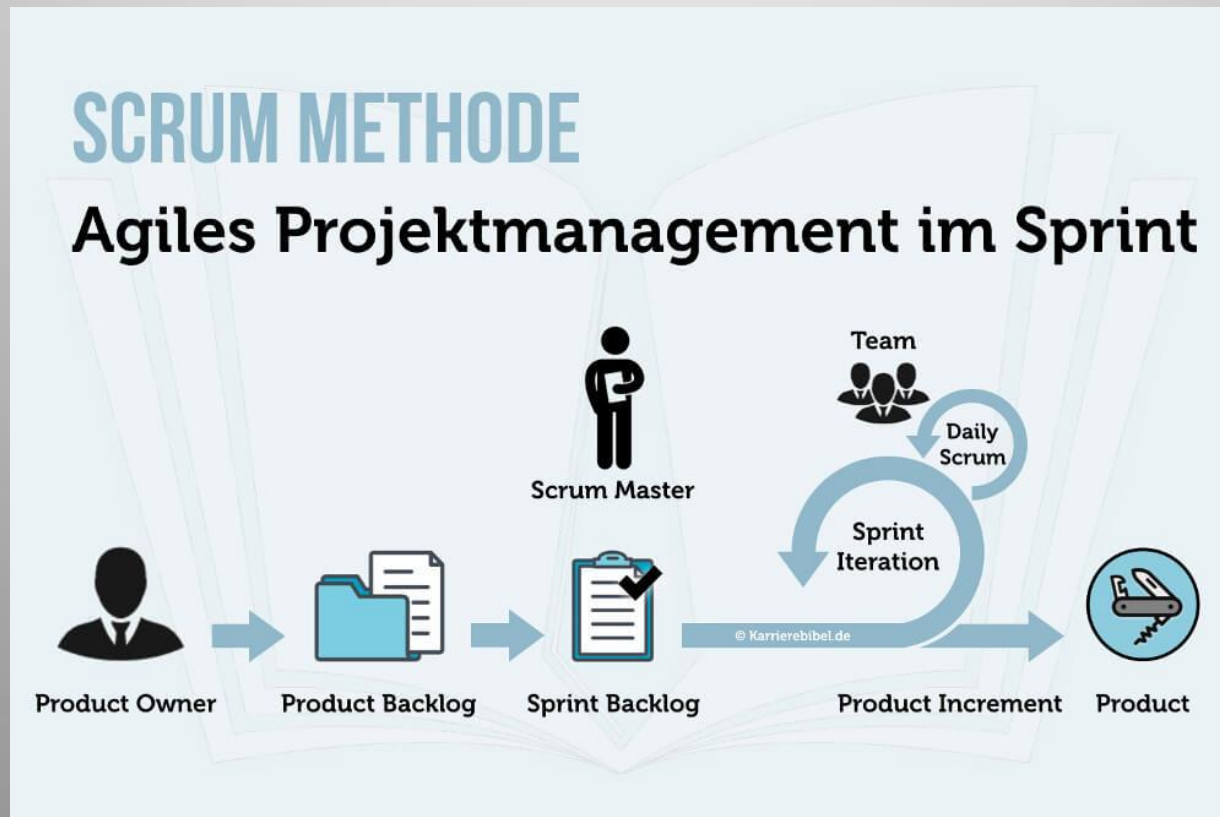 SCRUM METHODE
Agiles Projektmanagement im Sprint
Team
Daily
Scrum
Scrum Master
Sprint
Iteration
© Karrierebibel.de
Product Owner
Product Backlog
Sprint Backlog
Product Increment
Product